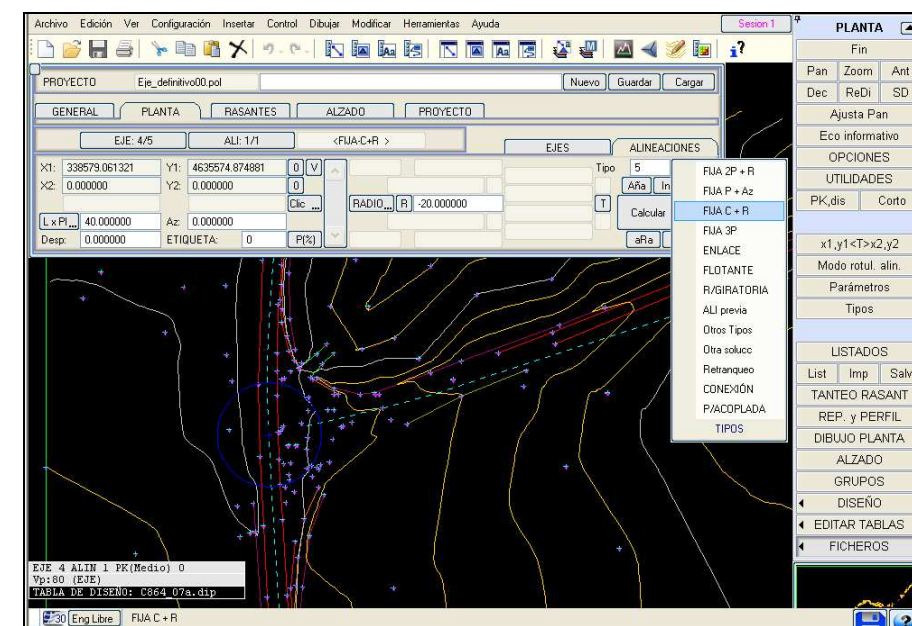 Archivo Edición Ver Configuración Insertar Control Dibujar Modificar Herramientas Ayuda Sesion 1
PROYECTO Eje_definitivo00.pol Nuevo Guardar Cargar
GENERAL PLANTA RASANTES ALZADO PROYECTO
EJE: 4/5 ALI: 1/1 <FIJA-C+R > EJES ALINEACIONES
X1: 338579.061321 Y1: 4635574.874881 0 V Tipo 5
X2: 0.000000 Y2: 0.000000 0 Aña In
Clic ... RADIO... R -20.000000 T Calcular
L x Pl... 40.000000 Az: 0.000000
Desp: 0.000000 ETIQUETA: 0 P(%) aRa
FIJA 2P + R
FIJA P + Az
FIJA C + R
FIJA 3P
ENLACE
FLOTANTE
R/GIRATORIA
ALI previa
Otros Tipos
Otra solucc
Retranqueo
CONEXIÓN
P/ACOPLADA
TIPOS
PLANTA
Fin
Pan Zoom Ant
Dec ReDi SD
Ajusta Pan
Eco informativo
OPCIONES
UTILIDADES
PK,dis Corto
x1,y1<T>x2,y2
Modo rotul. alin.
Parámetros
Tipos
LISTADOS
List Imp Salv
TANTEO RASANT
REP. y PERFIL
DIBUJO PLANTA
ALZADO
GRUPOS
DISEÑO
EDITAR TABLAS
FICHEROS
EJE 4 ALIN 1 PK(Medio) 0
Vp:80 (EJE)
TABLA DE DISEÑO: C864_07a.dip
30 Eng Libre FIJA C + R